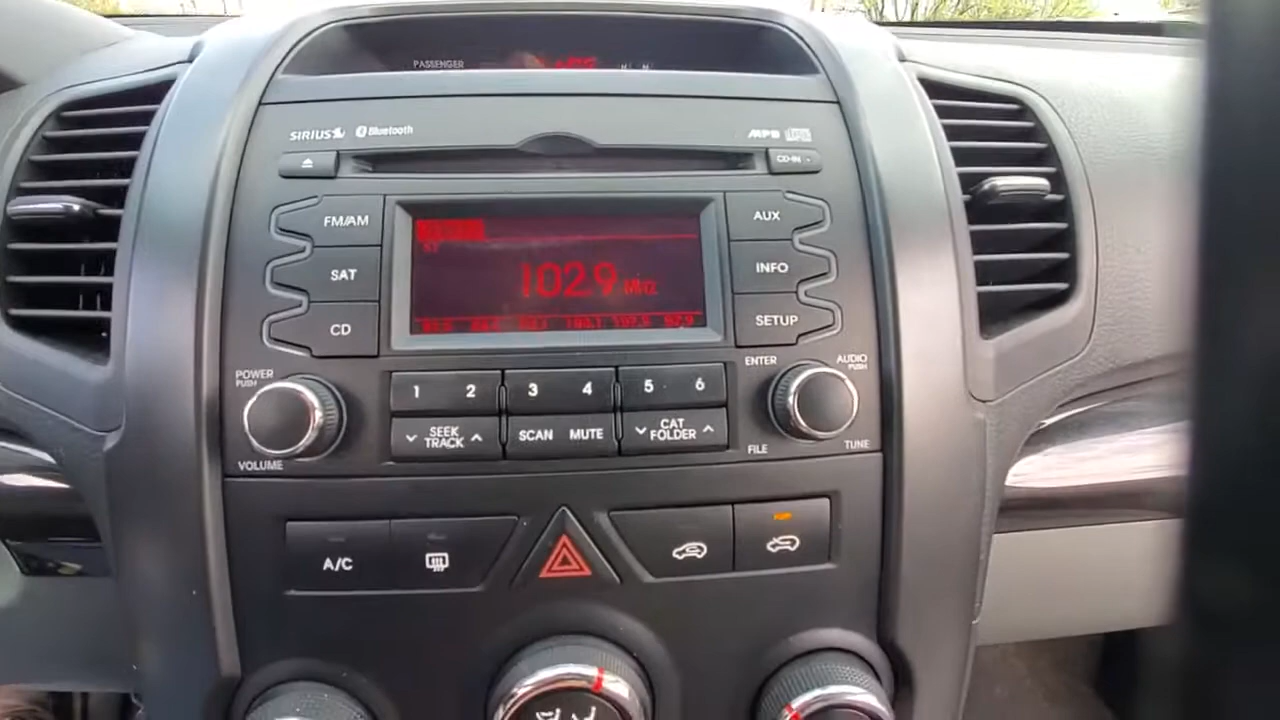 PASSENGER
SIRIUS Bluetooth MP3
CD-IN
FM/AM AUX
SAT INFO
CD SETUP
102.9 MHz
POWER PUSH ENTER AUDIO PUSH
1 2 3 4 5 6
SEEK TRACK SCAN MUTE CAT FOLDER
VOLUME FILE TUNE
A/C